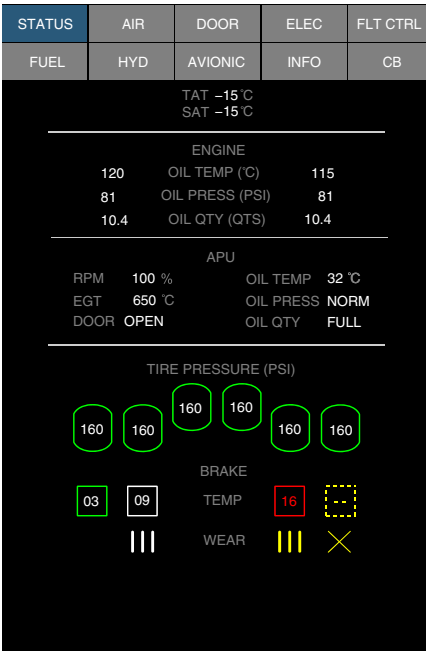 STATUS AIR DOOR ELEC FLT CTRL
FUEL HYD AVIONIC INFO CB
TAT –15°C
SAT –15°C
ENGINE
120 OIL TEMP (°C) 115
81 OIL PRESS (PSI) 81
10.4 OIL QTY (QTS) 10.4
APU
RPM 100 % OIL TEMP 32 °C
EGT 650 °C OIL PRESS NORM
DOOR OPEN OIL QTY FULL
TIRE PRESSURE (PSI)
160 160 160 160 160 160
BRAKE
03 09 TEMP 16 --
WEAR